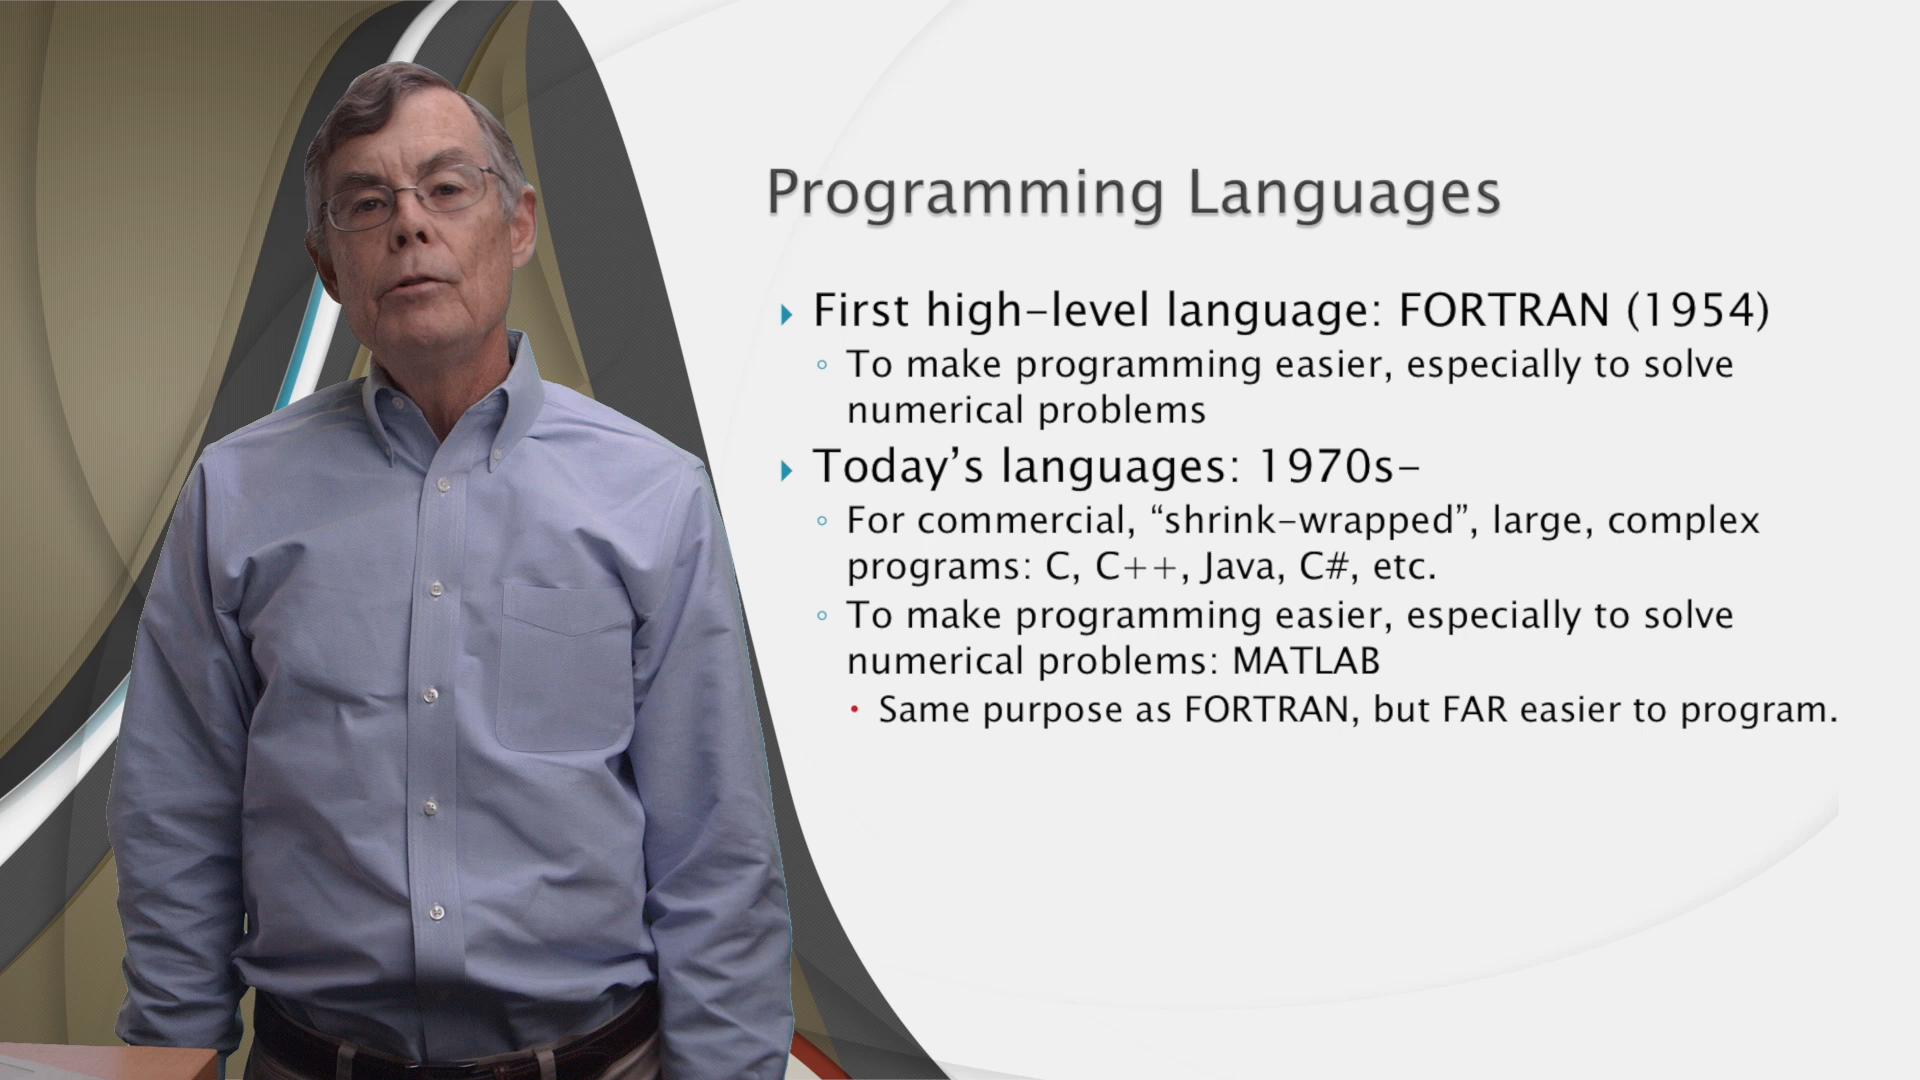 Programming Languages
First high-level language: FORTRAN (1954)
To make programming easier, especially to solve
numerical problems
Today’s languages: 1970s–
For commercial, “shrink-wrapped”, large, complex
programs: C, C++, Java, C#, etc.
To make programming easier, especially to solve
numerical problems: MATLAB
Same purpose as FORTRAN, but FAR easier to program.